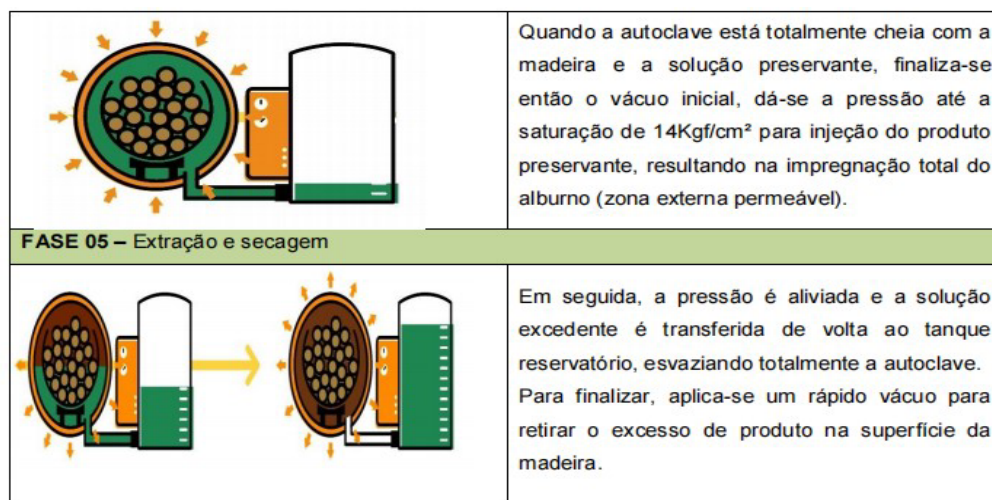 Quando a autoclave está totalmente cheia com a
madeira e a solução preservante, finaliza-se
então o vácuo inicial, dá-se a pressão até a
saturação de 14Kgf/cm² para injeção do produto
preservante, resultando na impregnação total do
alburno (zona externa permeável).
FASE 05 – Extração e secagem
Em seguida, a pressão é aliviada e a solução
excedente é transferida de volta ao tanque
reservatório, esvaziando totalmente a autoclave.
Para finalizar, aplica-se um rápido vácuo para
retirar o excesso de produto na superfície da
madeira.